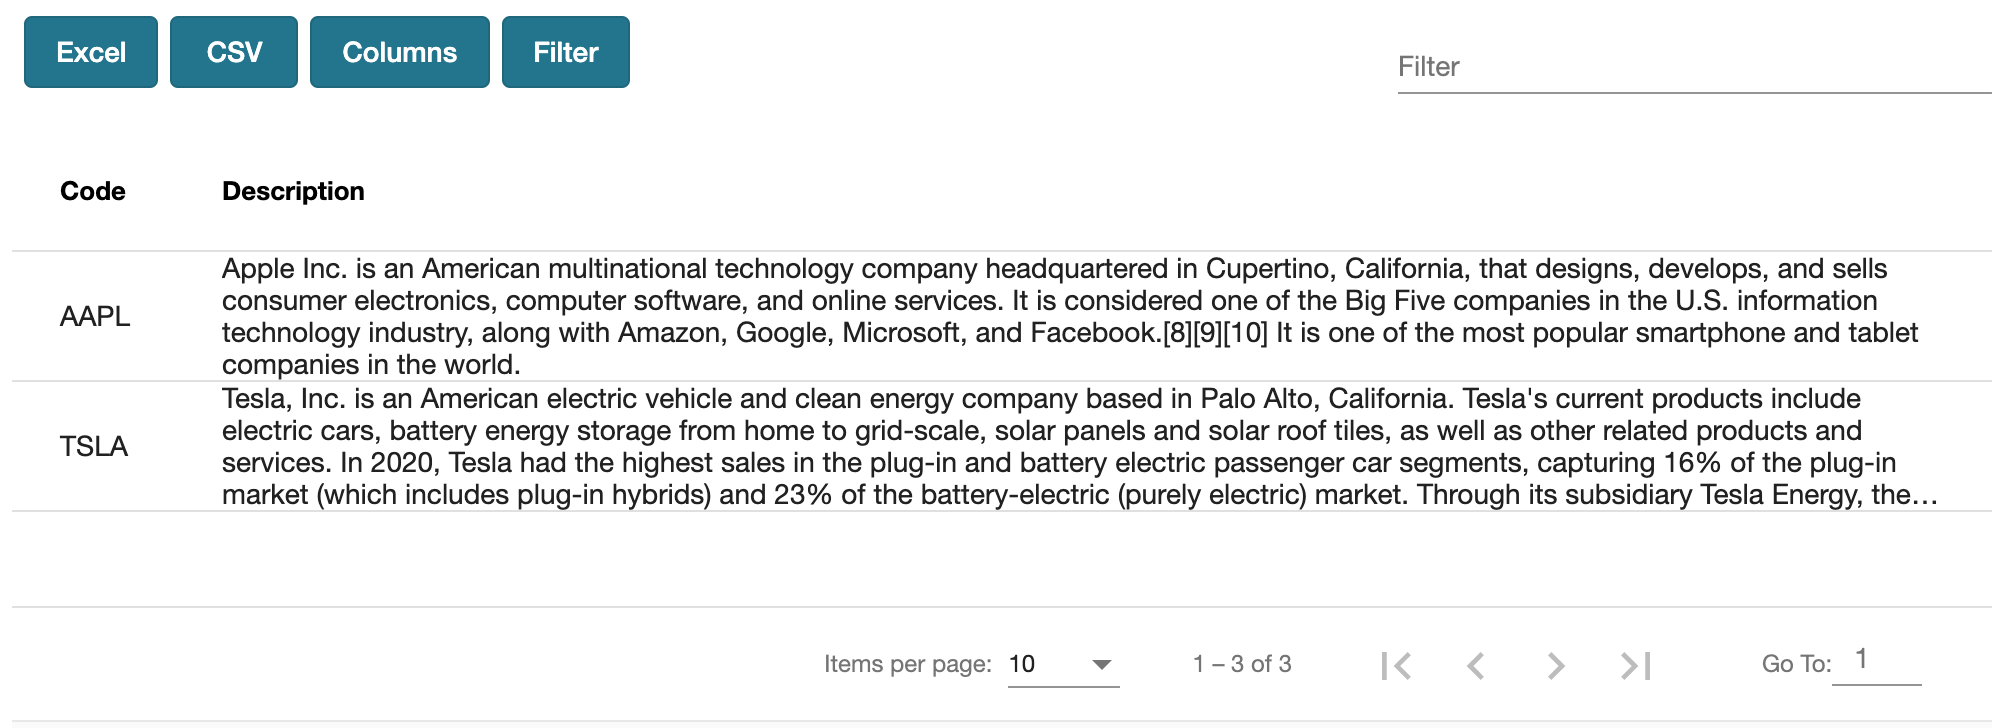 Excel CSV Columns Filter
Filter
Code Description
AAPL
Apple Inc. is an American multinational technology company headquartered in Cupertino, California, that designs, develops, and sells
consumer electronics, computer software, and online services. It is considered one of the Big Five companies in the U.S. information
technology industry, along with Amazon, Google, Microsoft, and Facebook.[8][9][10] It is one of the most popular smartphone and tablet
companies in the world.
TSLA
Tesla, Inc. is an American electric vehicle and clean energy company based in Palo Alto, California. Tesla's current products include
electric cars, battery energy storage from home to grid-scale, solar panels and solar roof tiles, as well as other related products and
services. In 2020, Tesla had the highest sales in the plug-in and battery electric passenger car segments, capturing 16% of the plug-in
market (which includes plug-in hybrids) and 23% of the battery-electric (purely electric) market. Through its subsidiary Tesla Energy, the…
Items per page: 10 1 – 3 of 3 Go To: 1